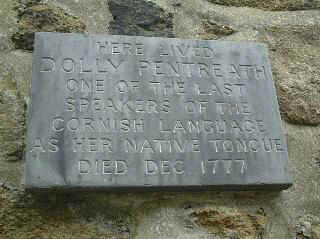 HERE LIVED
DOLLY PENTREATH
ONE OF THE LAST
SPEAKERS OF THE
CORNISH LANGUAGE
AS HER NATIVE TONGUE
DIED DEC 1777